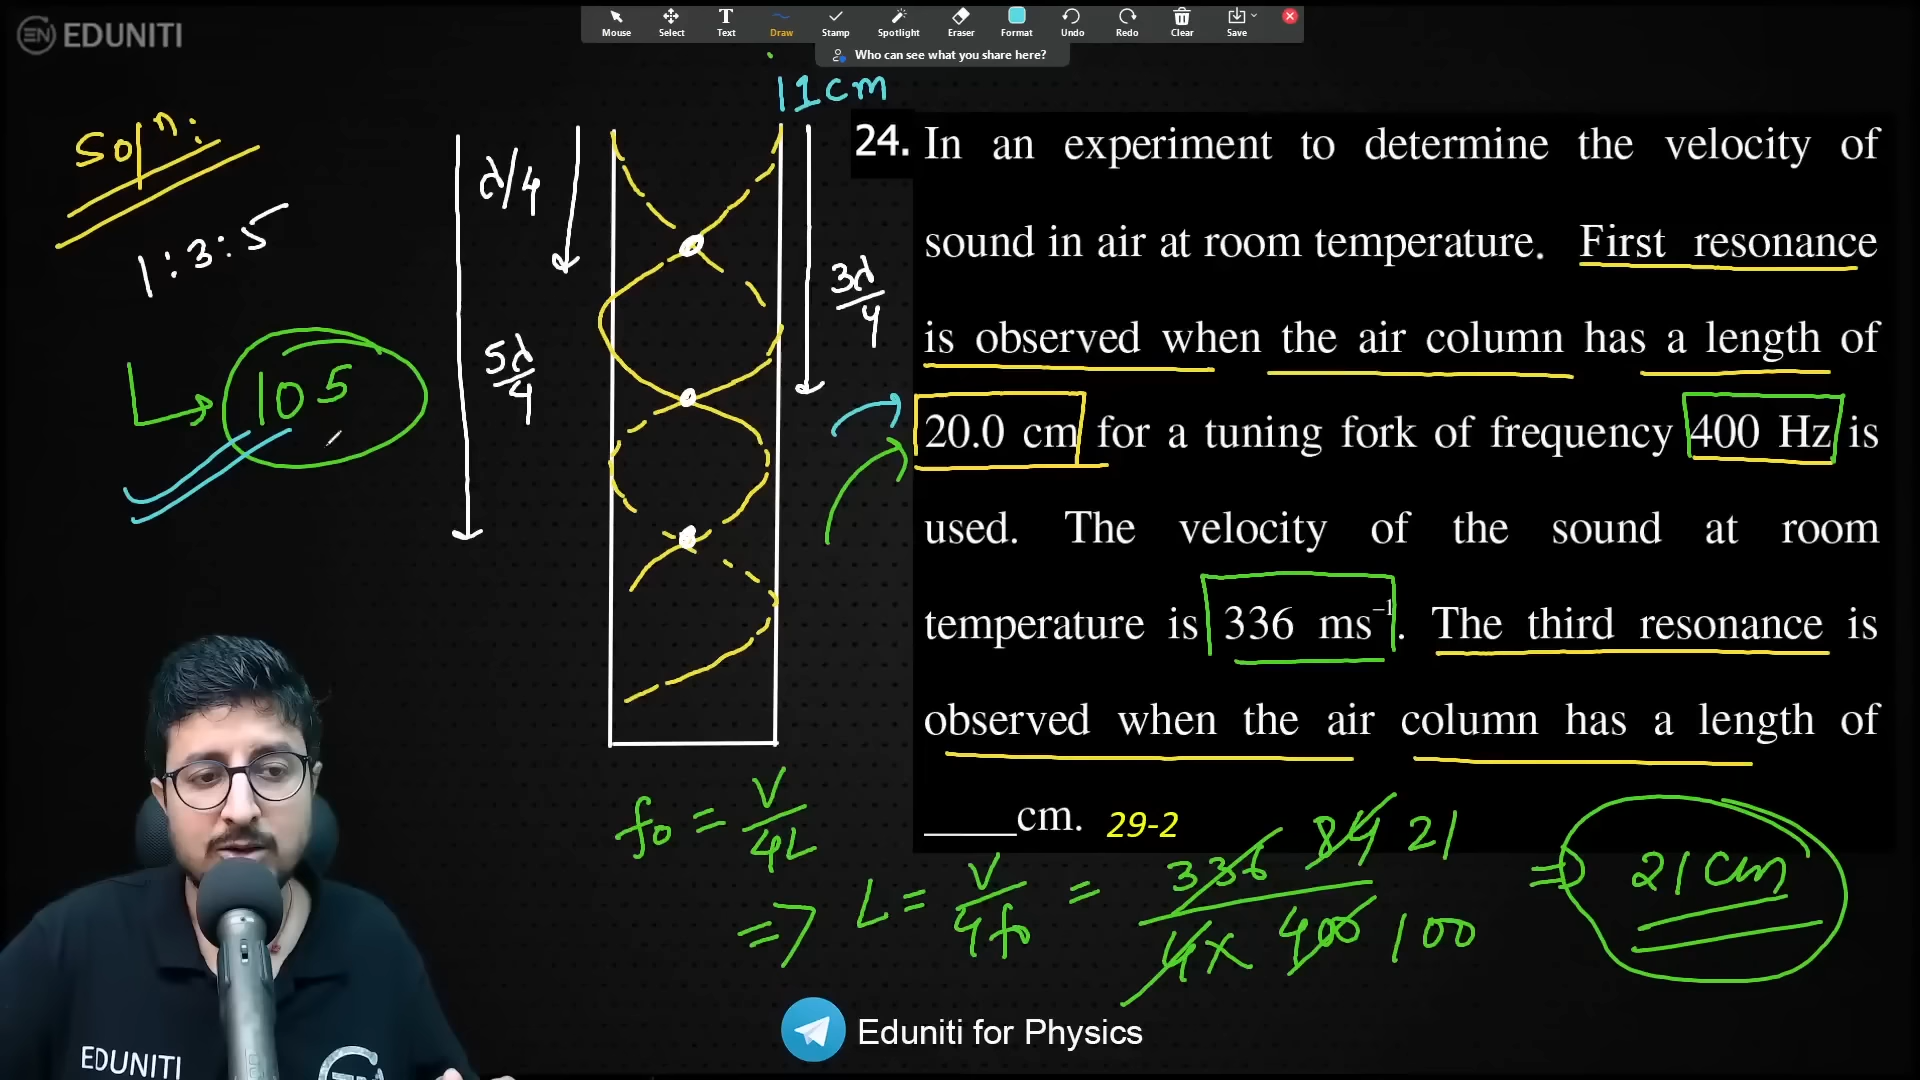 EDUNITI
Mouse Select Text Draw Stamp Spotlight Eraser Format Undo Redo Clear Save
Who can see what you share here?
11cm
Solⁿ:
1:3:5
105
λ/4
5λ/4
3λ/4
24. In an experiment to determine the velocity of
sound in air at room temperature. First resonance
is observed when the air column has a length of
20.0 cm for a tuning fork of frequency 400 Hz is
used. The velocity of the sound at room
temperature is 336 ms⁻¹. The third resonance is
observed when the air column has a length of
_____cm. 29-2
f₀ = V/4L
=> L = V/4f₀ = 336 84 21 / 4x 400 100 => 21cm
Eduniti for Physics
EDUNITI